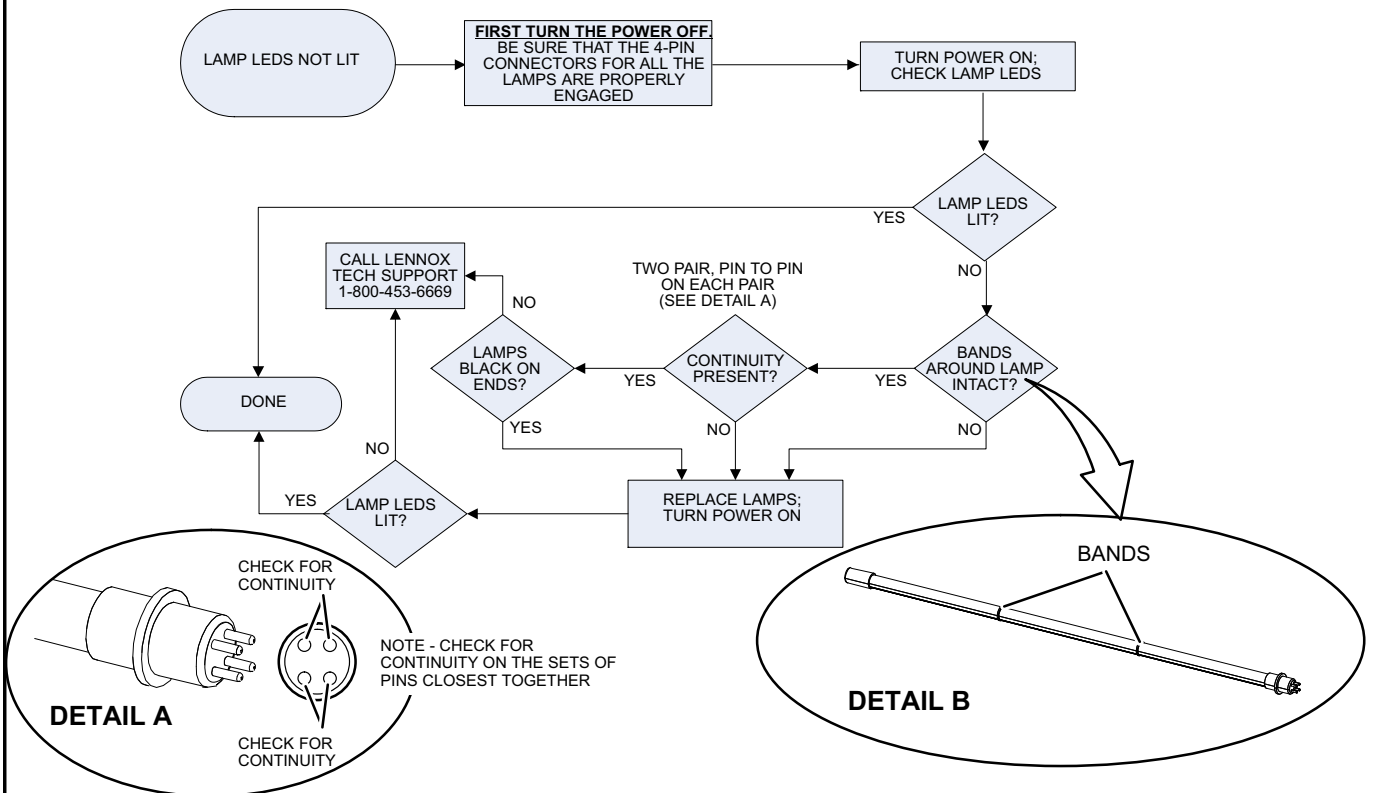 LAMP LEDS NOT LIT
FIRST TURN THE POWER OFF.
BE SURE THAT THE 4-PIN
CONNECTORS FOR ALL THE
LAMPS ARE PROPERLY
ENGAGED
TURN POWER ON;
CHECK LAMP LEDS
LAMP LEDS
LIT?
YES
NO
BANDS
AROUND LAMP
INTACT?
YES
NO
TWO PAIR, PIN TO PIN
ON EACH PAIR
(SEE DETAIL A)
CONTINUITY
PRESENT?
YES
NO
LAMPS
BLACK ON
ENDS?
NO
YES
CALL LENNOX
TECH SUPPORT
1-800-453-6669
REPLACE LAMPS;
TURN POWER ON
LAMP LEDS
LIT?
NO
YES
DONE
CHECK FOR
CONTINUITY
NOTE - CHECK FOR
CONTINUITY ON THE SETS OF
PINS CLOSEST TOGETHER
CHECK FOR
CONTINUITY
DETAIL A
BANDS
DETAIL B